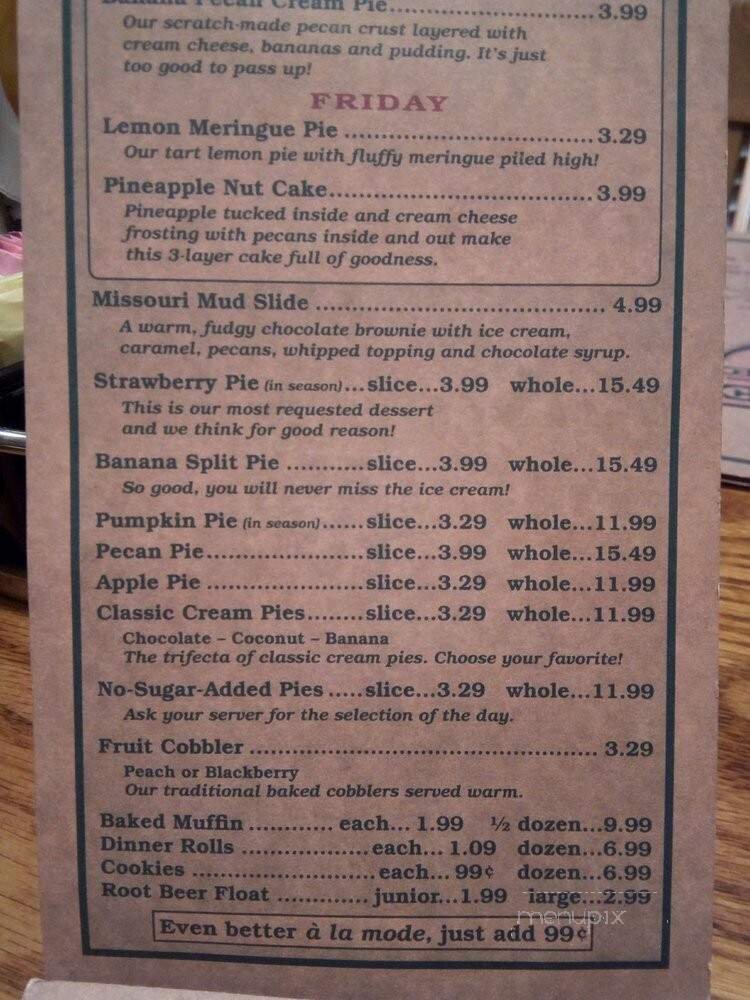 Banana Pecan Cream Pie..............................3.99
Our scratch-made pecan crust layered with
cream cheese, bananas and pudding. It's just
too good to pass up!
FRIDAY
Lemon Meringue Pie ................................3.29
Our tart lemon pie with fluffy meringue piled high!
Pineapple Nut Cake..................................3.99
Pineapple tucked inside and cream cheese
frosting with pecans inside and out make
this 3-layer cake full of goodness.
Missouri Mud Slide ..................................... 4.99
A warm, fudgy chocolate brownie with ice cream,
caramel, pecans, whipped topping and chocolate syrup.
Strawberry Pie (in season)...slice...3.99 whole...15.49
This is our most requested dessert
and we think for good reason!
Banana Split Pie ...........slice...3.99 whole...15.49
So good, you will never miss the ice cream!
Pumpkin Pie (in season)......slice...3.29 whole...11.99
Pecan Pie......................slice...3.99 whole...15.49
Apple Pie ......................slice...3.29 whole...11.99
Classic Cream Pies........slice...3.29 whole...11.99
Chocolate – Coconut – Banana
The trifecta of classic cream pies. Choose your favorite!
No-Sugar-Added Pies .....slice...3.29 whole...11.99
Ask your server for the selection of the day.
Fruit Cobbler ................................................ 3.29
Peach or Blackberry
Our traditional baked cobblers served warm.
Baked Muffin ............ each... 1.99 ½ dozen...9.99
Dinner Rolls ...................each... 1.09 dozen...6.99
Cookies ...........................each... 99¢ dozen...6.99
Root Beer Float .............junior...1.99 large...2.99
menupix
Even better à la mode, just add 99¢